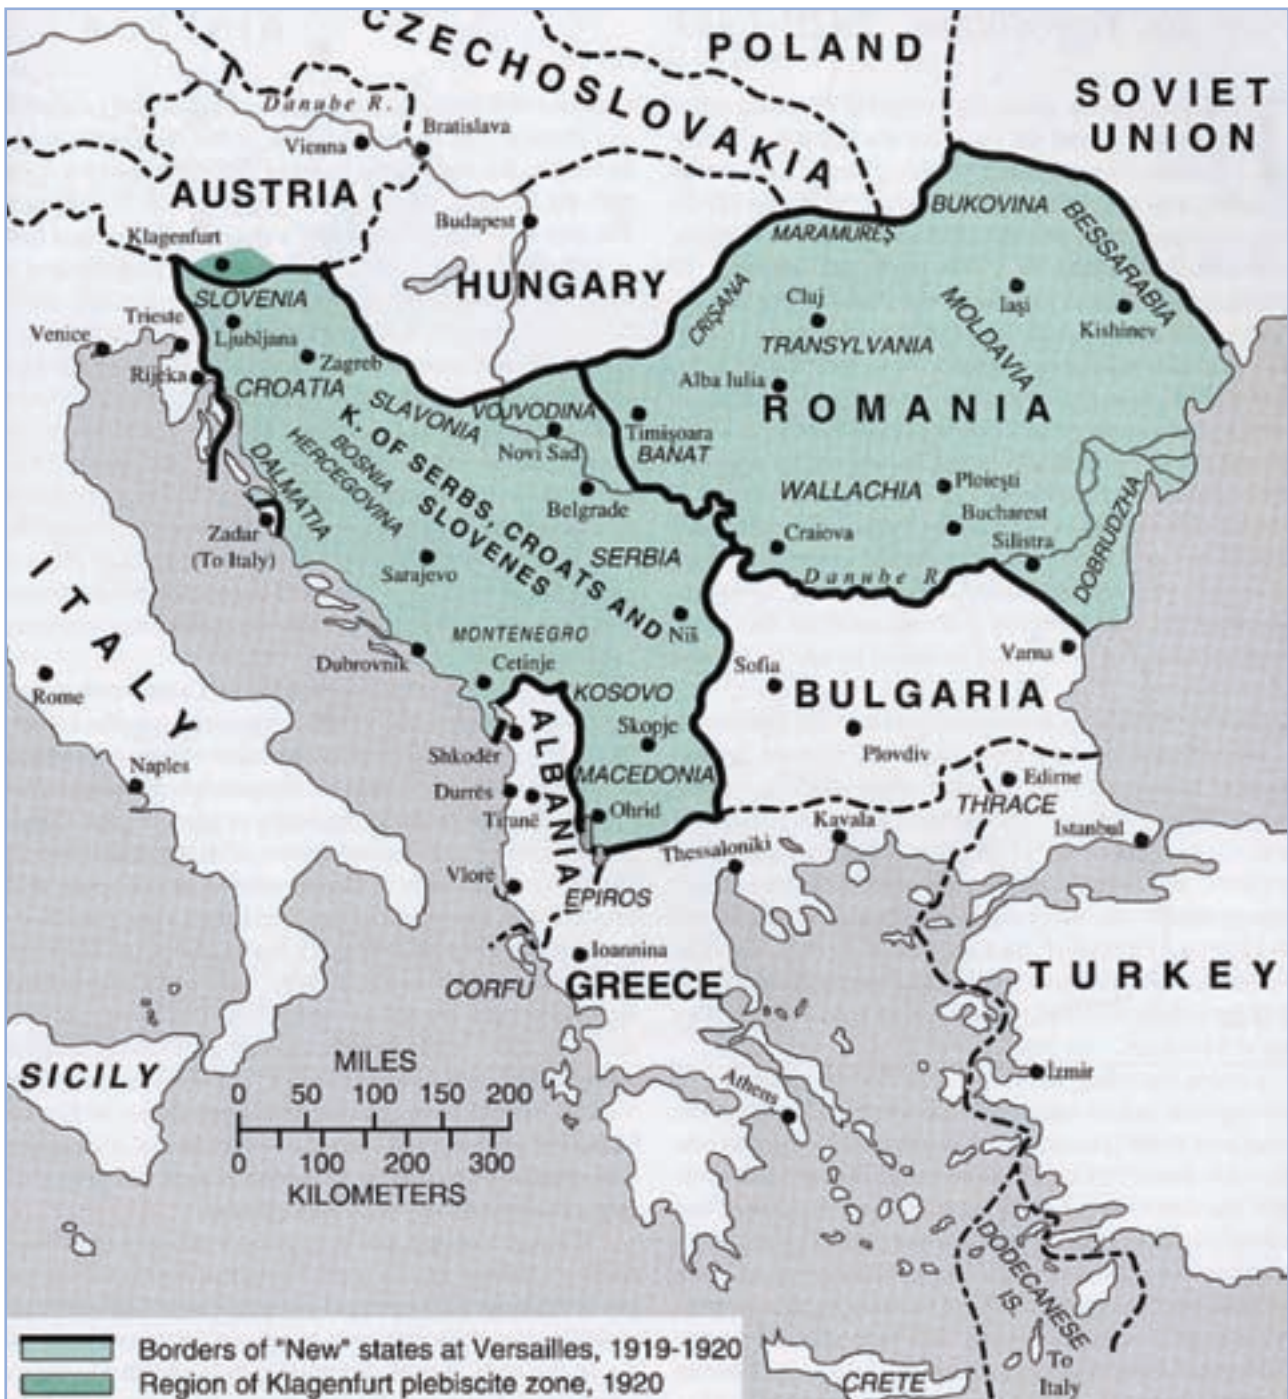 CZECHOSLOVAKIA
POLAND
SOVIET
UNION
Danube R.
Vienna
Bratislava
AUSTRIA
Klagenfurt
Budapest
HUNGARY
BUKOVINA
BESSARABIA
MARAMUREȘ
CRIȘANA
Cluj
Iași
Kishinev
MOLDAVIA
TRANSYLVANIA
SLOVENIA
Ljubljana
Trieste
Venice
Rijeka
Zagreb
CROATIA
SLAVONIA
VOJVODINA
Novi Sad
Alba Iulia
ROMANIA
Timișoara
BANAT
K. OF SERBS, CROATS AND
SLOVENES
BOSNIA
HERCEGOVINA
DALMATIA
Belgrade
WALLACHIA
Ploiești
Bucharest
Craiova
Silistra
DOBRUDZHA
Danube R
Zadar
(To Italy)
Sarajevo
SERBIA
Niš
ITALY
MONTENEGRO
Dubrovnik
Cetinje
KOSOVO
Skopje
Sofia
BULGARIA
Varna
Plovdiv
Rome
Naples
Shkodër
ALBANIA
Durrës
Tiranë
MACEDONIA
Ohrid
Edirne
THRACE
Istanbul
Kavala
Thessaloniki
Vlorë
EPIROS
Ioannina
CORFU
GREECE
TURKEY
SICILY
MILES
0 50 100 150 200
0 100 200 300
KILOMETERS
Athens
İzmir
DODECANESE
IS.
To
Italy
CRETE
Borders of "New" states at Versailles, 1919-1920
Region of Klagenfurt plebiscite zone, 1920